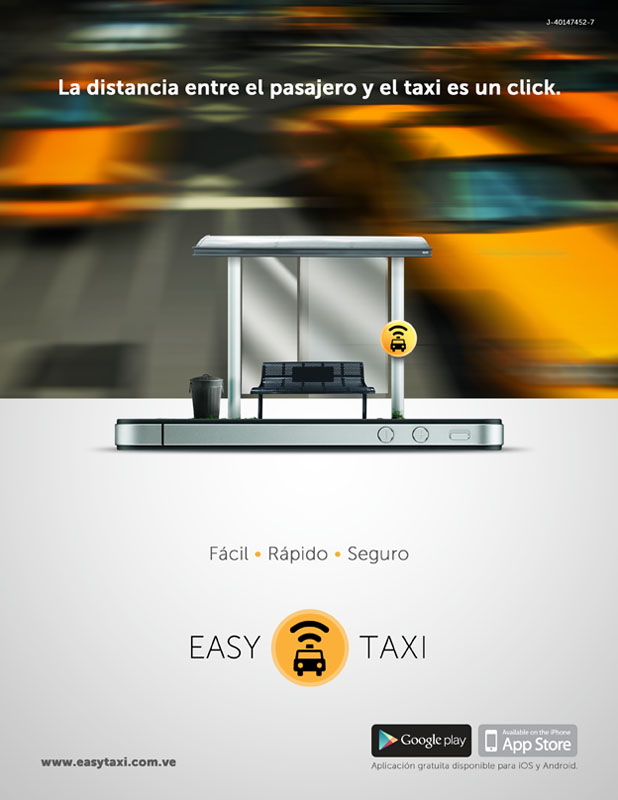 J-40147452-7
La distancia entre el pasajero y el taxi es un click.
Fácil • Rápido • Seguro
EASY TAXI
Google play
Available on the iPhone
App Store
www.easytaxi.com.ve
Aplicación gratuita disponible para iOS y Android.